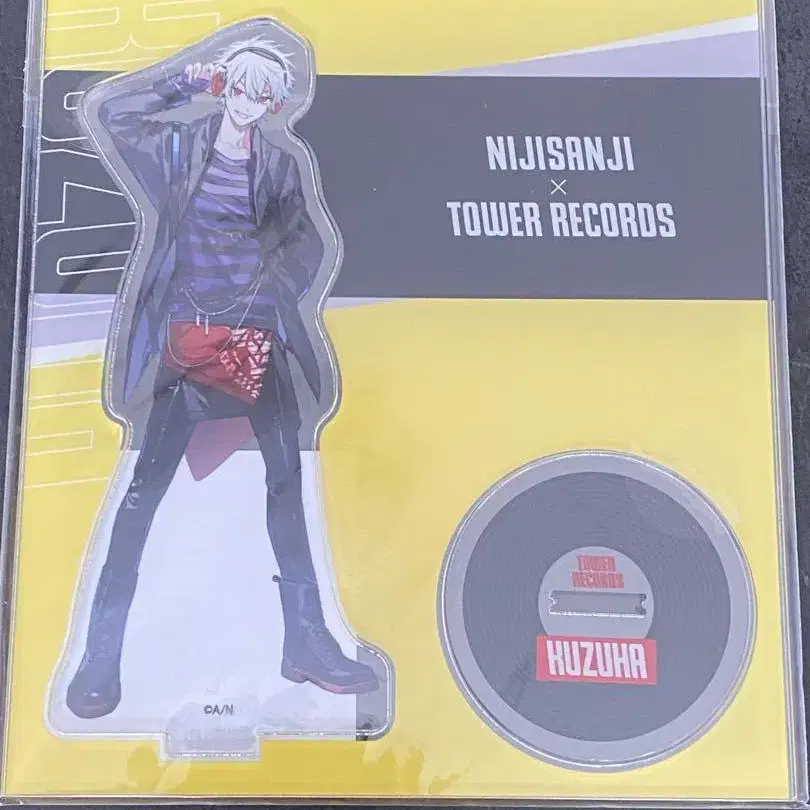 NIJISANJI
×
TOWER RECORDS
TOWER
RECORDS
KUZUHA
©A/N